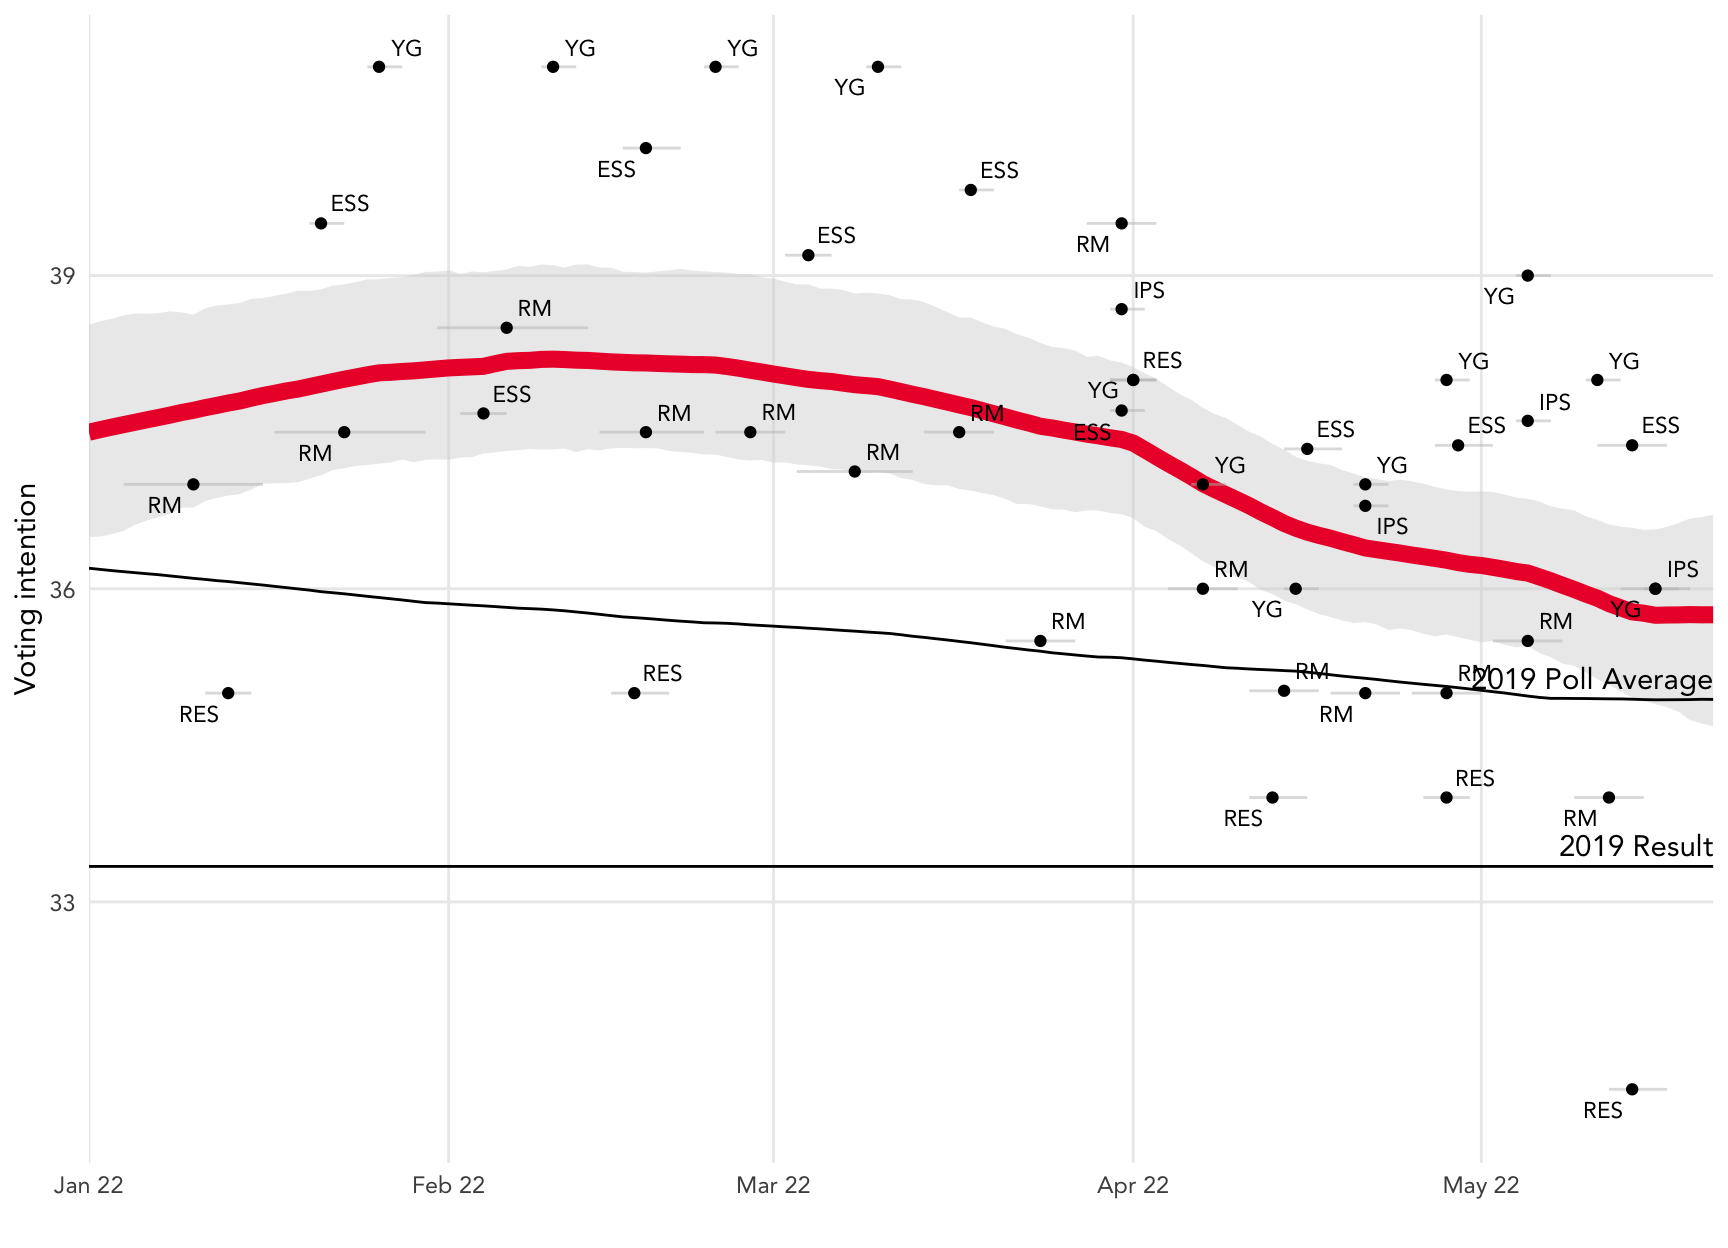 YG
YG
YG
YG
ESS
ESS
ESS
ESS
RM
39
IPS
YG
RM
RES
YG
YG
YG
ESS
IPS
RM
RM
RM
ESS
ESS
ESS
ESS
RM
RM
YG
YG
RM
IPS
Voting intention
36
RM
IPS
YG
YG
RM
RM
RES
RM
RM
2019 Poll Average
RES
RM
RES
RES
RM
2019 Result
33
RES
Jan 22
Feb 22
Mar 22
Apr 22
May 22